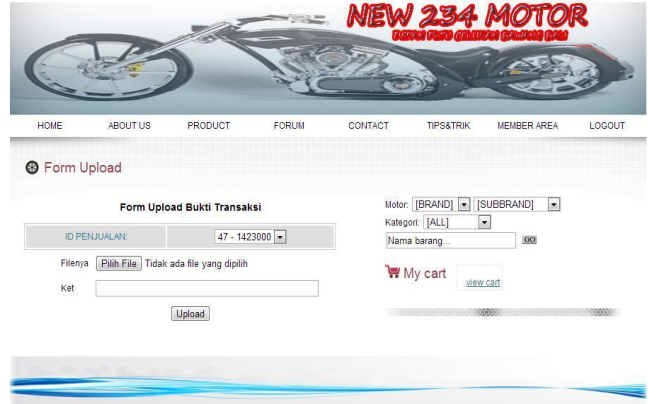 NEW 234 MOTOR
HOME ABOUT US PRODUCT FORUM CONTACT TIPS&TRIK MEMBER AREA LOGOUT
Form Upload
Form Upload Bukti Transaksi
ID PENJUALAN: 47 - 1423000
Filenya Pilih File Tidak ada file yang dipilih
Ket
Upload
Motor: [BRAND] [SUBBRAND]
Kategori: [ALL]
Nama barang... GO
My cart view cart